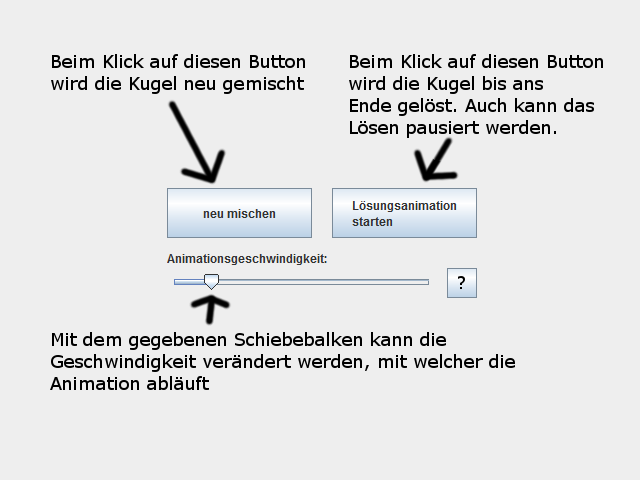 Beim Klick auf diesen Button
wird die Kugel neu gemischt
Beim Klick auf diesen Button
wird die Kugel bis ans
Ende gelöst. Auch kann das
Lösen pausiert werden.
neu mischen
Lösungsanimation
starten
Animationsgeschwindigkeit:
?
Mit dem gegebenen Schiebebalken kann die
Geschwindigkeit verändert werden, mit welcher die
Animation abläuft